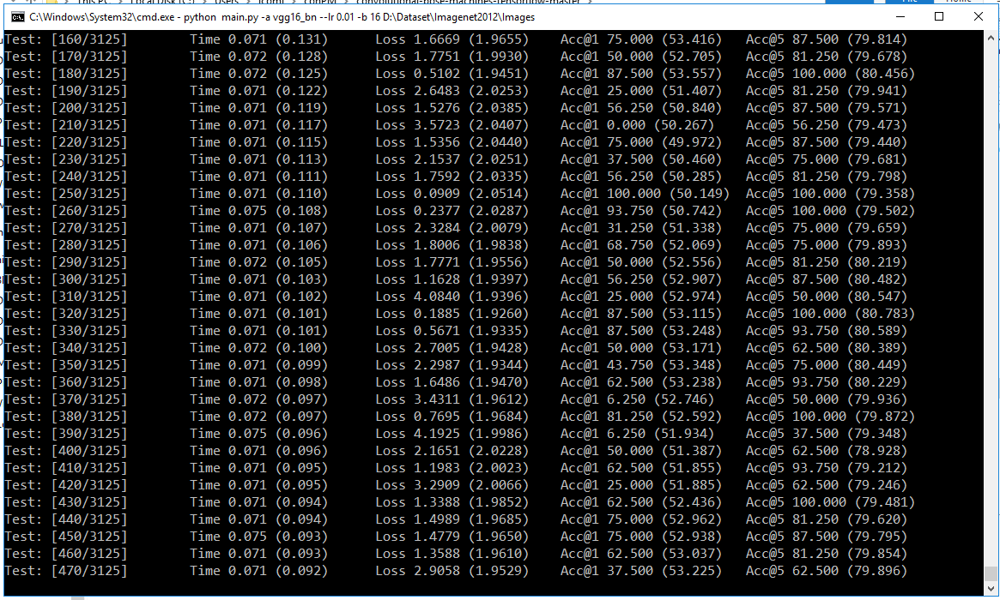 C:\Windows\System32\cmd.exe - python main.py -a vgg16_bn --lr 0.01 -b 16 D:\Dataset\Imagenet2012\Images
Test: [160/3125] Time 0.071 (0.131) Loss 1.6669 (1.9655) Acc@1 75.000 (53.416) Acc@5 87.500 (79.814)
Test: [170/3125] Time 0.072 (0.128) Loss 1.7751 (1.9930) Acc@1 50.000 (52.705) Acc@5 81.250 (79.678)
Test: [180/3125] Time 0.072 (0.125) Loss 0.5102 (1.9451) Acc@1 87.500 (53.557) Acc@5 100.000 (80.456)
Test: [190/3125] Time 0.071 (0.122) Loss 2.6483 (2.0253) Acc@1 25.000 (51.407) Acc@5 81.250 (79.941)
Test: [200/3125] Time 0.071 (0.119) Loss 1.5276 (2.0385) Acc@1 56.250 (50.840) Acc@5 87.500 (79.571)
Test: [210/3125] Time 0.071 (0.117) Loss 3.5723 (2.0407) Acc@1 0.000 (50.267) Acc@5 56.250 (79.473)
Test: [220/3125] Time 0.071 (0.115) Loss 1.5356 (2.0440) Acc@1 75.000 (49.972) Acc@5 87.500 (79.440)
Test: [230/3125] Time 0.071 (0.113) Loss 2.1537 (2.0251) Acc@1 37.500 (50.460) Acc@5 75.000 (79.681)
Test: [240/3125] Time 0.071 (0.111) Loss 1.7592 (2.0335) Acc@1 56.250 (50.285) Acc@5 81.250 (79.798)
Test: [250/3125] Time 0.071 (0.110) Loss 0.0909 (2.0514) Acc@1 100.000 (50.149) Acc@5 100.000 (79.358)
Test: [260/3125] Time 0.075 (0.108) Loss 0.2377 (2.0287) Acc@1 93.750 (50.742) Acc@5 100.000 (79.502)
Test: [270/3125] Time 0.071 (0.107) Loss 2.3284 (2.0079) Acc@1 31.250 (51.338) Acc@5 75.000 (79.659)
Test: [280/3125] Time 0.071 (0.106) Loss 1.8006 (1.9838) Acc@1 68.750 (52.069) Acc@5 75.000 (79.893)
Test: [290/3125] Time 0.072 (0.105) Loss 1.7771 (1.9556) Acc@1 50.000 (52.556) Acc@5 81.250 (80.219)
Test: [300/3125] Time 0.071 (0.103) Loss 1.1628 (1.9397) Acc@1 56.250 (52.907) Acc@5 87.500 (80.482)
Test: [310/3125] Time 0.071 (0.102) Loss 4.0840 (1.9396) Acc@1 25.000 (52.974) Acc@5 50.000 (80.547)
Test: [320/3125] Time 0.071 (0.101) Loss 0.1885 (1.9260) Acc@1 87.500 (53.115) Acc@5 100.000 (80.783)
Test: [330/3125] Time 0.071 (0.101) Loss 0.5671 (1.9335) Acc@1 87.500 (53.248) Acc@5 93.750 (80.589)
Test: [340/3125] Time 0.072 (0.100) Loss 2.7005 (1.9428) Acc@1 50.000 (53.171) Acc@5 62.500 (80.389)
Test: [350/3125] Time 0.071 (0.099) Loss 2.2987 (1.9344) Acc@1 43.750 (53.348) Acc@5 75.000 (80.449)
Test: [360/3125] Time 0.071 (0.098) Loss 1.6486 (1.9470) Acc@1 62.500 (53.238) Acc@5 93.750 (80.229)
Test: [370/3125] Time 0.072 (0.097) Loss 3.4311 (1.9612) Acc@1 6.250 (52.746) Acc@5 50.000 (79.936)
Test: [380/3125] Time 0.072 (0.097) Loss 0.7695 (1.9684) Acc@1 81.250 (52.592) Acc@5 100.000 (79.872)
Test: [390/3125] Time 0.075 (0.096) Loss 4.1925 (1.9986) Acc@1 6.250 (51.934) Acc@5 37.500 (79.348)
Test: [400/3125] Time 0.071 (0.096) Loss 2.1651 (2.0228) Acc@1 50.000 (51.387) Acc@5 62.500 (78.928)
Test: [410/3125] Time 0.071 (0.095) Loss 1.1983 (2.0023) Acc@1 62.500 (51.855) Acc@5 93.750 (79.212)
Test: [420/3125] Time 0.071 (0.095) Loss 3.2909 (2.0066) Acc@1 25.000 (51.885) Acc@5 62.500 (79.246)
Test: [430/3125] Time 0.071 (0.094) Loss 1.3388 (1.9852) Acc@1 62.500 (52.436) Acc@5 100.000 (79.481)
Test: [440/3125] Time 0.071 (0.094) Loss 1.4989 (1.9685) Acc@1 75.000 (52.962) Acc@5 81.250 (79.620)
Test: [450/3125] Time 0.075 (0.093) Loss 1.4779 (1.9650) Acc@1 75.000 (52.938) Acc@5 87.500 (79.795)
Test: [460/3125] Time 0.071 (0.093) Loss 1.3588 (1.9610) Acc@1 62.500 (53.037) Acc@5 81.250 (79.854)
Test: [470/3125] Time 0.071 (0.092) Loss 2.9058 (1.9529) Acc@1 37.500 (53.225) Acc@5 62.500 (79.896)